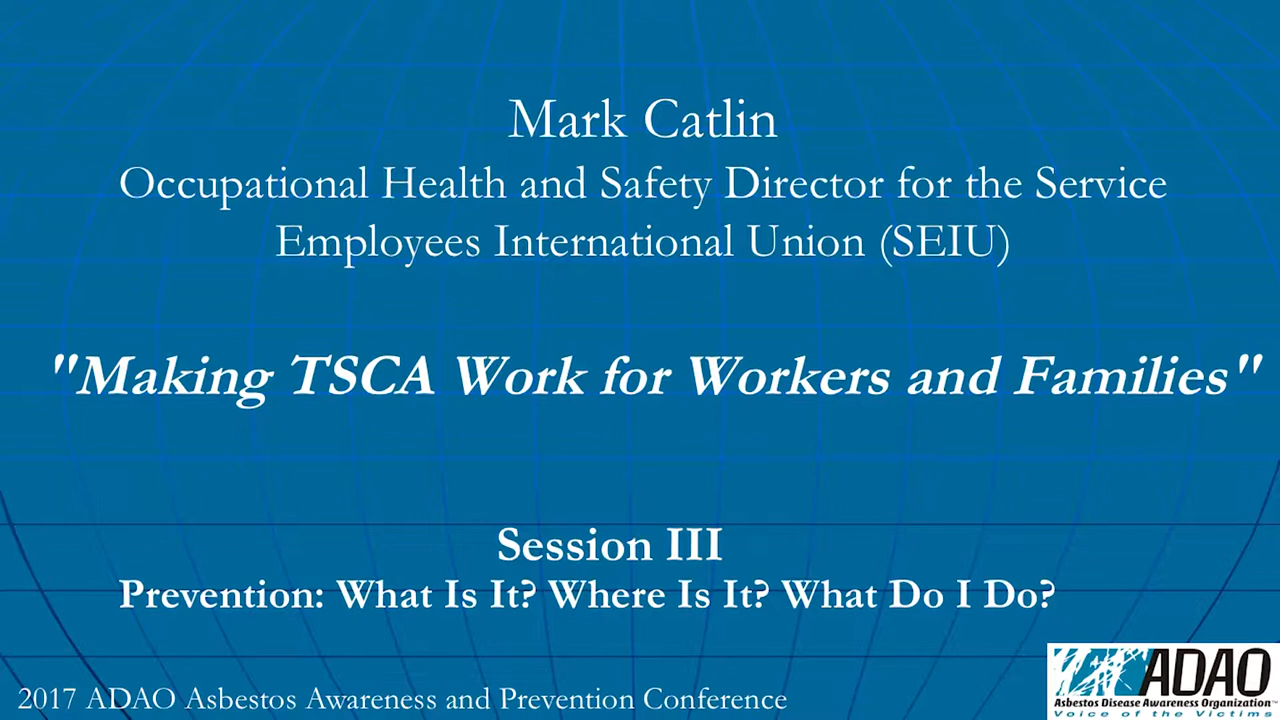 Mark Catlin
Occupational Health and Safety Director for the Service
Employees International Union (SEIU)
"Making TSCA Work for Workers and Families"
Session III
Prevention: What Is It? Where Is It? What Do I Do?
2017 ADAO Asbestos Awareness and Prevention Conference
ADAO
Asbestos Disease Awareness Organization™
Voice of the Victims